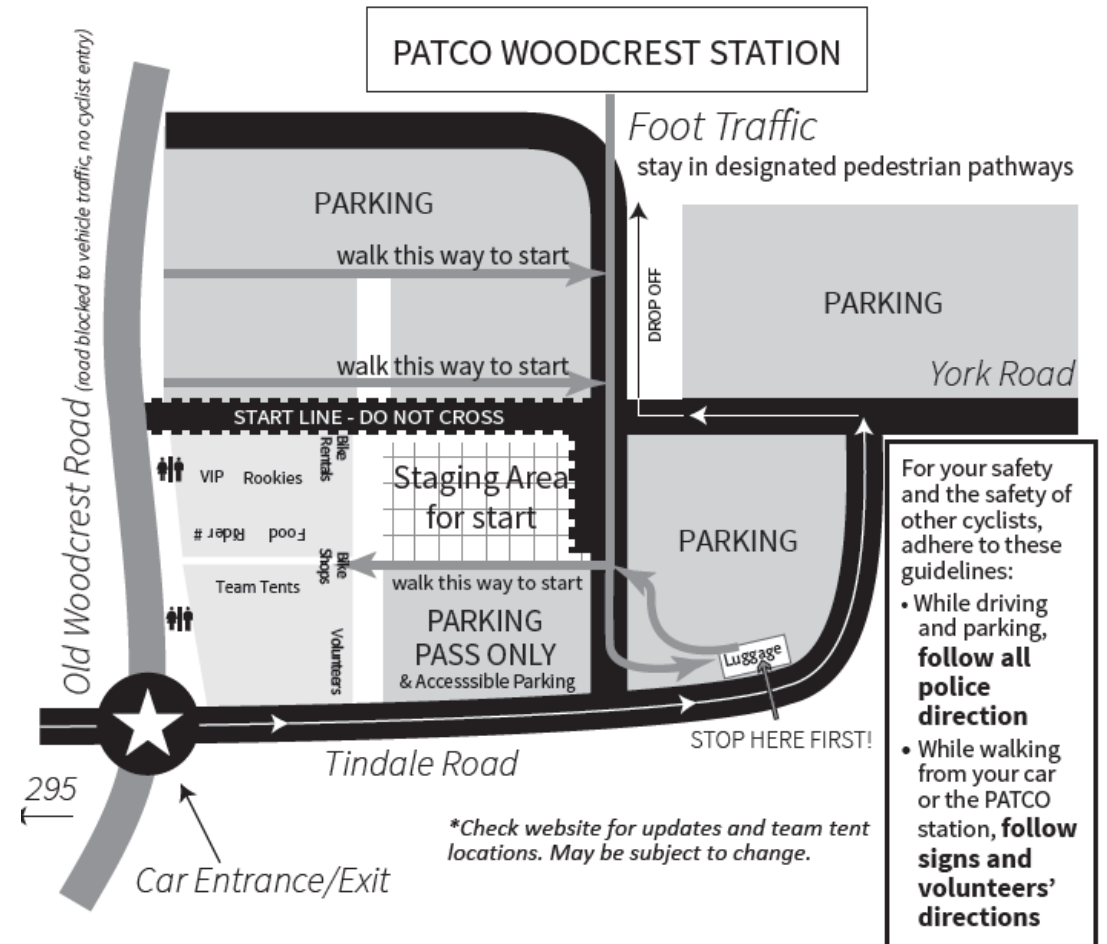 PATCO WOODCREST STATION
Foot Traffic
stay in designated pedestrian pathways
Old Woodcrest Road (road blocked to vehicle traffic, no cyclist entry)
PARKING
walk this way to start
walk this way to start
DROP OFF
PARKING
York Road
START LINE - DO NOT CROSS
VIP
Rookies
Bike
Rentals
Rider #
Food
Bike
Shops
Team Tents
Volunteers
Staging Area
for start
walk this way to start
PARKING
PASS ONLY
& Accesssible Parking
PARKING
Luggage
STOP HERE FIRST!
Tindale Road
295
Car Entrance/Exit
*Check website for updates and team tent
locations. May be subject to change.
For your safety
and the safety of
other cyclists,
adhere to these
guidelines:
• While driving
and parking,
follow all
police
direction
• While walking
from your car
or the PATCO
station, follow
signs and
volunteers’
directions